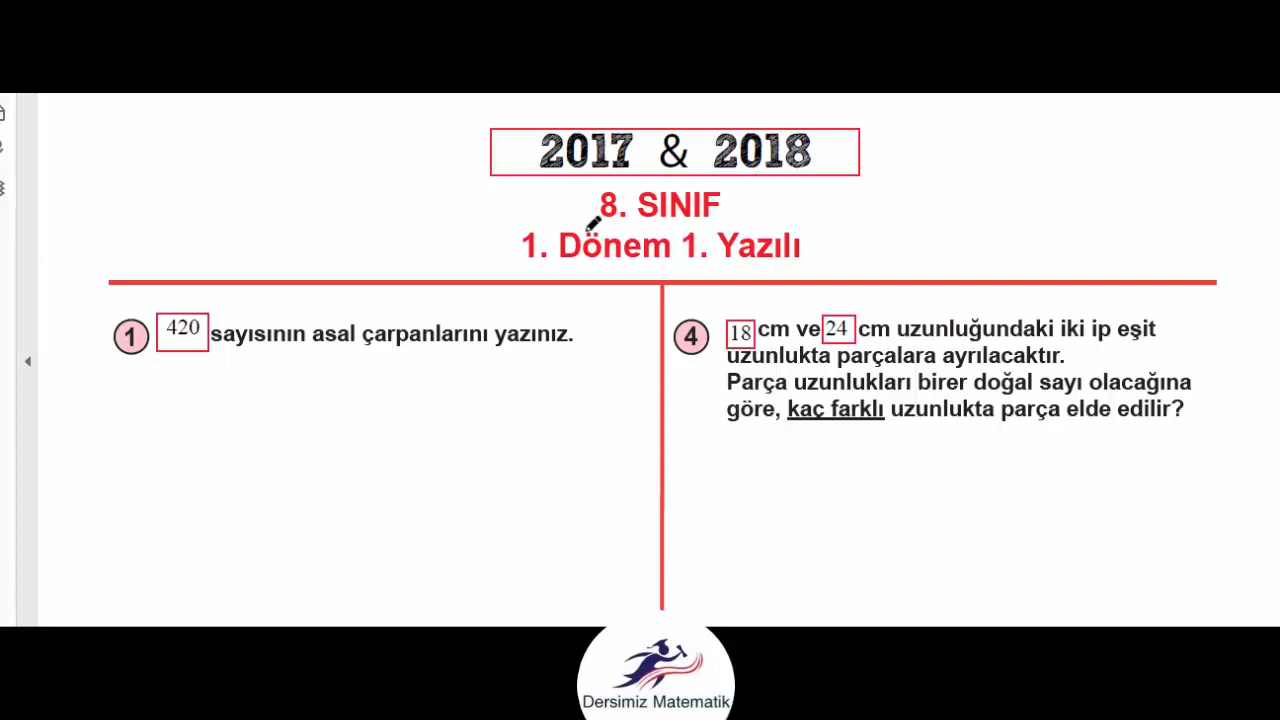 2017 & 2018
8. SINIF
1. Dönem 1. Yazılı
1 420 sayısının asal çarpanlarını yazınız.
4 18 cm ve 24 cm uzunluğundaki iki ip eşit
uzunlukta parçalara ayrılacaktır.
Parça uzunlukları birer doğal sayı olacağına
göre, kaç farklı uzunlukta parça elde edilir?
Dersimiz Matematik